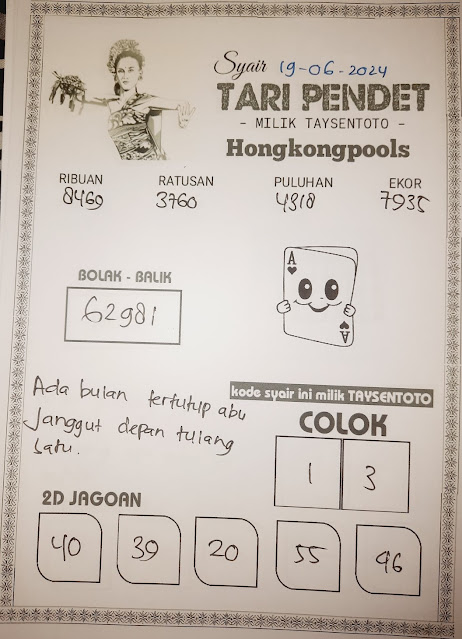 Syair 19-06-2024
TARI PENDET
- MILIK TAYSENTOTO -
Hongkongpools
RIBUAN RATUSAN PULUHAN EKOR
8460 3760 4818 7935
A
BOLAK - BALIK
62981
A
Ada bulan tertutup abu
Janggut depan tulang
satu.
kode syair ini milik TAYSENTOTO
COLOK
1 3
2D JAGOAN
40 39 20 55 96